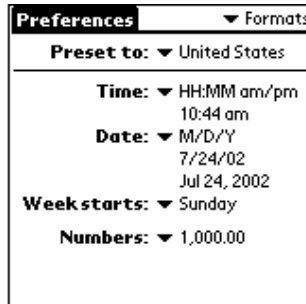 Preferences ▼ Formats
Preset to: ▼ United States
Time: ▼ HH:MM am/pm
10:44 am
Date: ▼ M/D/Y
7/24/02
Jul 24, 2002
Week starts: ▼ Sunday
Numbers: ▼ 1,000.00